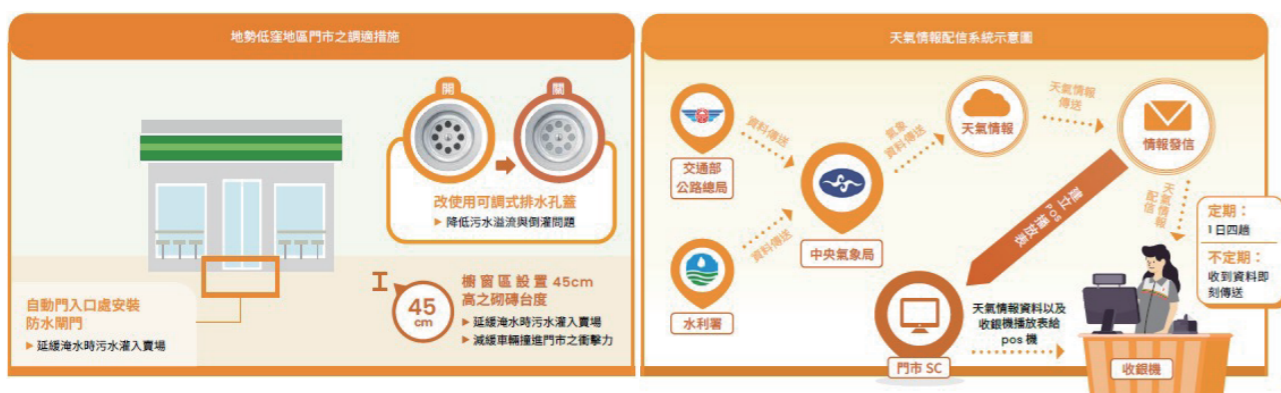 地勢低窪地區門市之調適措施
開
關
改使用可調式排水孔蓋
▶ 降低污水溢流與倒灌問題
自動門入口處安裝
防水閘門
▶ 延緩淹水時污水灌入賣場
45
cm
櫥窗區設置45cm
高之砌磚台度
▶ 延緩淹水時污水灌入賣場
▶ 減緩車輛撞進門市之衝擊力
天氣情報配信系統示意圖
交通部
公路總局
資料傳送
水利署
資料傳送
中央氣象局
氣象
資料傳送
天氣情報
天氣情報
傳送
情報發信
建立pos播放表
天氣情報
配信
定期：
1日四趟
不定期：
收到資料即
刻傳送
門市 SC
天氣情報資料以及
收銀機播放表給
pos 機
收銀機